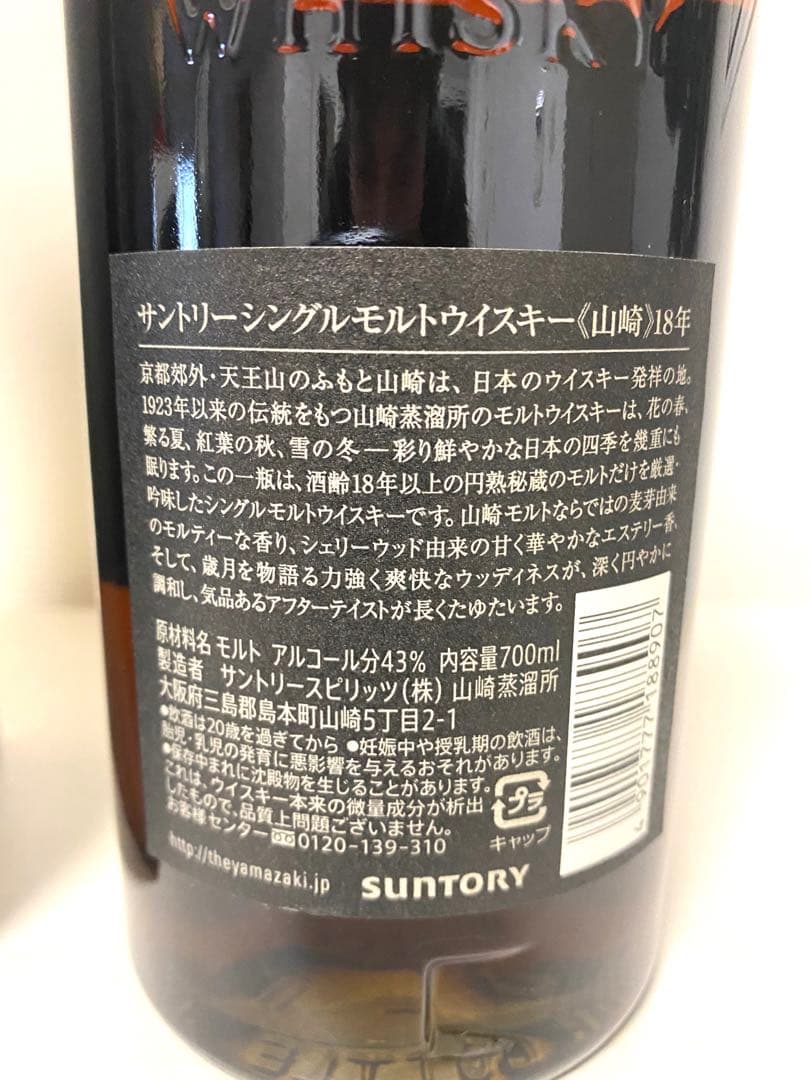 WHISKY
サントリーシングルモルトウイスキー《山崎》18年
京都郊外・天王山のふもと山崎は、日本のウイスキー発祥の地。
1923年以来の伝統をもつ山崎蒸溜所のモルトウイスキーは、花の春、
繁る夏、紅葉の秋、雪の冬―彩り鮮やかな日本の四季を幾重にも
眠ります。この一瓶は、酒齢18年以上の円熟秘蔵のモルトだけを厳選・
吟味したシングルモルトウイスキーです。山崎モルトならではの麦芽由来
のモルティーな香り、シェリーウッド由来の甘く華やかなエステリー香、
そして、歳月を物語る力強く爽快なウッディネスが、深く円やかに
調和し、気品あるアフターテイストが長くたゆたいます。
原材料名 モルト アルコール分43% 内容量700ml
製造者 サントリースピリッツ(株) 山崎蒸溜所
大阪府三島郡島本町山崎5丁目2-1
●飲酒は20歳を過ぎてから ●妊娠中や授乳期の飲酒は、
胎児・乳児の発育に悪影響を与えるおそれがあります。
●保存中まれに沈殿物を生じることがあります。
これは、ウイスキー本来の微量成分が析出
したもので、品質上問題ございません。
お客様センター 0120-139-310
http://theyamazaki.jp
SUNTORY
プラ
キャップ
4 901777 188907